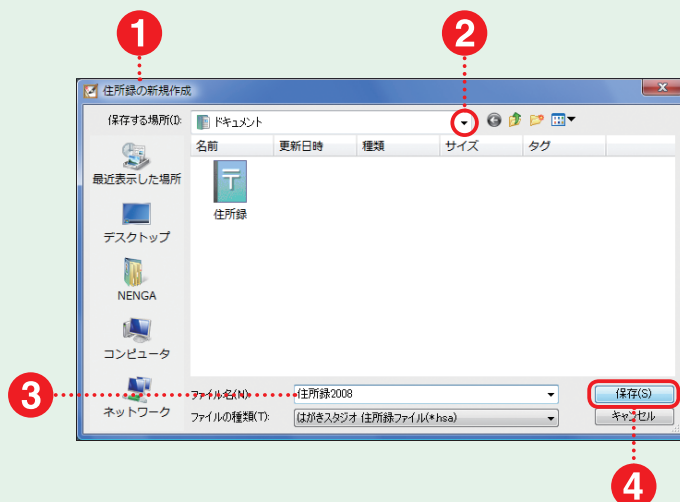 1
2
住所録の新規作成
x
保存する場所(I):
ドキュメント
名前 更新日時 種類 サイズ タグ
最近表示した場所
住所録
デスクトップ
NENGA
コンピュータ
ネットワーク
3
ファイル名(N):
住所録2008
保存(S)
ファイルの種類(T):
はがきスタジオ 住所録ファイル(*.hsa)
キャンセル
4